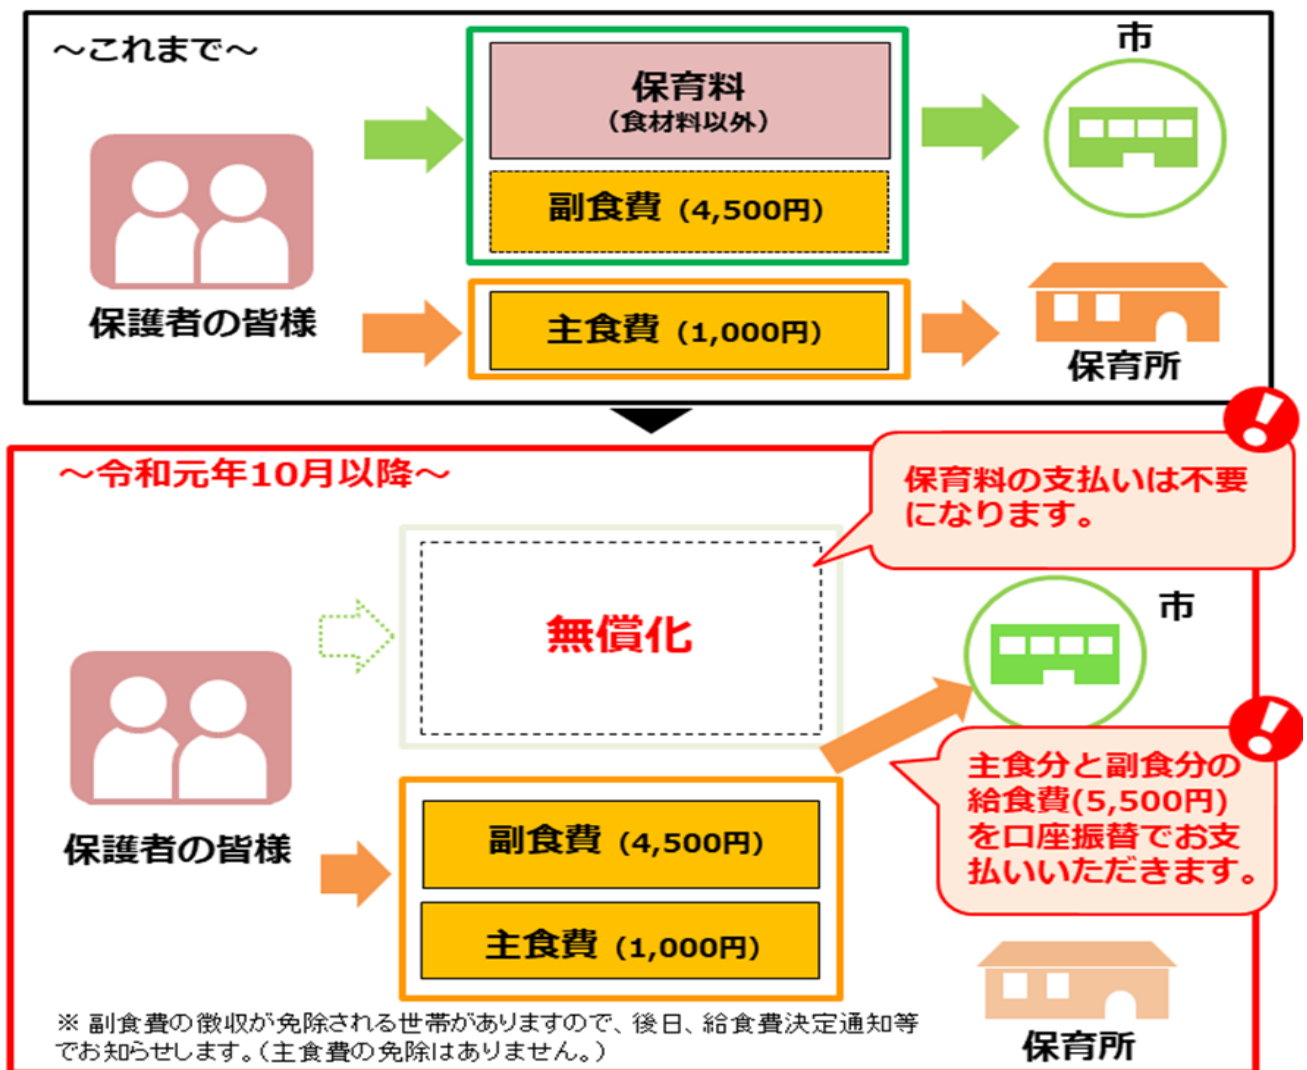 ～これまで～
市
保育料
（食材料以外）
副食費（4,500円）
保護者の皆様
主食費（1,000円）
保育所
～令和元年10月以降～
保育料の支払いは不要
になります。
無償化
市
主食分と副食分の
給食費(5,500円)
を口座振替でお支
払いいただきます。
保護者の皆様
副食費（4,500円）
主食費（1,000円）
保育所
※ 副食費の徴収が免除される世帯がありますので、後日、給食費決定通知等
でお知らせします。（主食費の免除はありません。）